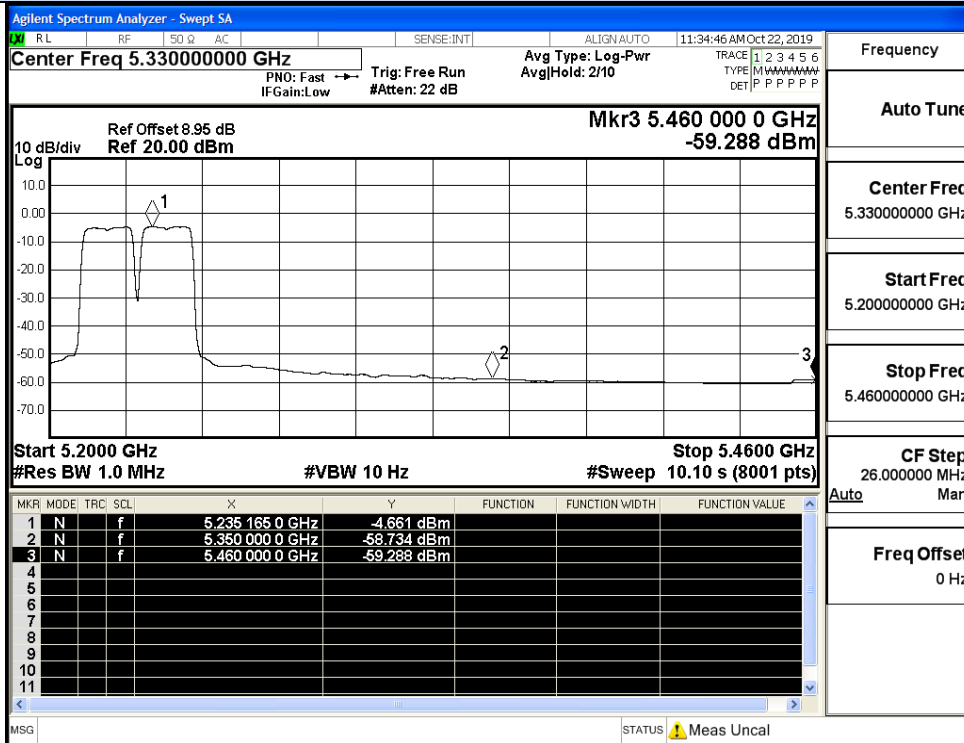 Agilent Spectrum Analyzer - Swept SA
LXI RL RF 50 Ω AC SENSE:INT ALIGN AUTO 11:34:46 AM Oct 22, 2019
Center Freq 5.330000000 GHz
PNO: Fast
IFGain:Low
Trig: Free Run
#Atten: 22 dB
Avg Type: Log-Pwr
Avg|Hold: 2/10
TRACE 1 2 3 4 5 6
TYPE M W W W W W
DET P P P P P P
Mkr3 5.460 000 0 GHz
-59.288 dBm
Ref Offset 8.95 dB
10 dB/div Ref 20.00 dBm
Log
10.0
0.00
-10.0
-20.0
-30.0
-40.0
-50.0
-60.0
-70.0
1
2
3
Start 5.2000 GHz Stop 5.4600 GHz
#Res BW 1.0 MHz #VBW 10 Hz #Sweep 10.10 s (8001 pts)
MKR MODE TRC SCL X Y FUNCTION FUNCTION WIDTH FUNCTION VALUE
1 N f 5.235 165 0 GHz -4.661 dBm
2 N f 5.350 000 0 GHz -58.734 dBm
3 N f 5.460 000 0 GHz -59.288 dBm
4
5
6
7
8
9
10
11
MSG STATUS Meas Uncal
Frequency
Auto Tune
Center Freq
5.330000000 GHz
Start Freq
5.200000000 GHz
Stop Freq
5.460000000 GHz
CF Step
26.000000 MHz
Auto Man
Freq Offset
0 Hz